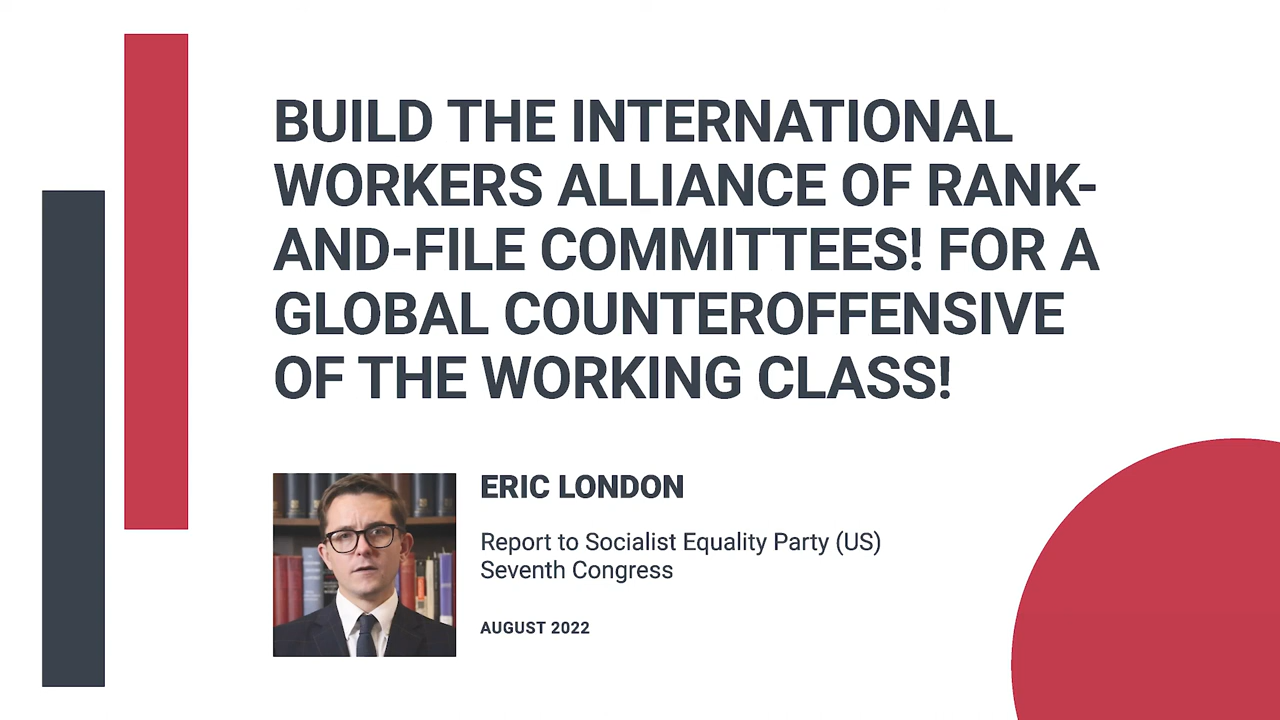 BUILD THE INTERNATIONAL
WORKERS ALLIANCE OF RANK-
AND-FILE COMMITTEES! FOR A
GLOBAL COUNTEROFFENSIVE
OF THE WORKING CLASS!
ERIC LONDON
Report to Socialist Equality Party (US)
Seventh Congress
AUGUST 2022